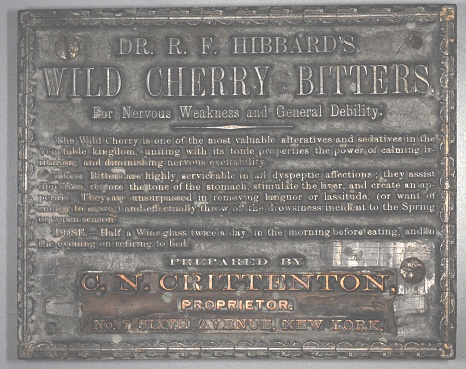 DR. R. F. HIBBARD'S
WILD CHERRY BITTERS,
For Nervous Weakness and General Debility.
The Wild Cherry is one of the most valuable alteratives and sedatives in the
vegetable kingdom, uniting with its tonic properties the power of calming ir-
ritation, and diminishing nervous excitability.
These Bitters are highly serviceable in all dyspeptic affections; they assist
digestion, restore the tone of the stomach, stimulate the liver, and create an ap-
petite. They are unsurpassed in removing langor or lassitude, (or want of
energy to move,) and effectually throw off the drowsiness incident to the Spring
season.
DOSE.—Half a Wine glass twice a day, in the morning before eating, and in
the evening on retiring to bed.
PREPARED BY
C. N. CRITTENTON,
PROPRIETOR.
No. 7 SIXTH AVENUE, NEW YORK.